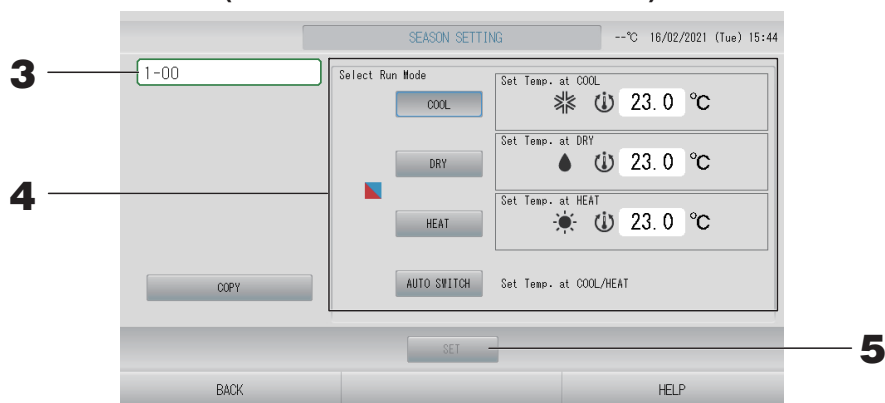 SEASON SETTING
--℃ 16/02/2021 (Tue) 15:44
3
1-00
Select Run Mode
Set Temp. at COOL
COOL
23.0 ℃
Set Temp. at DRY
DRY
23.0 ℃
4
Set Temp. at HEAT
HEAT
23.0 ℃
COPY
AUTO SWITCH
Set Temp. at COOL/HEAT
SET
5
BACK
HELP